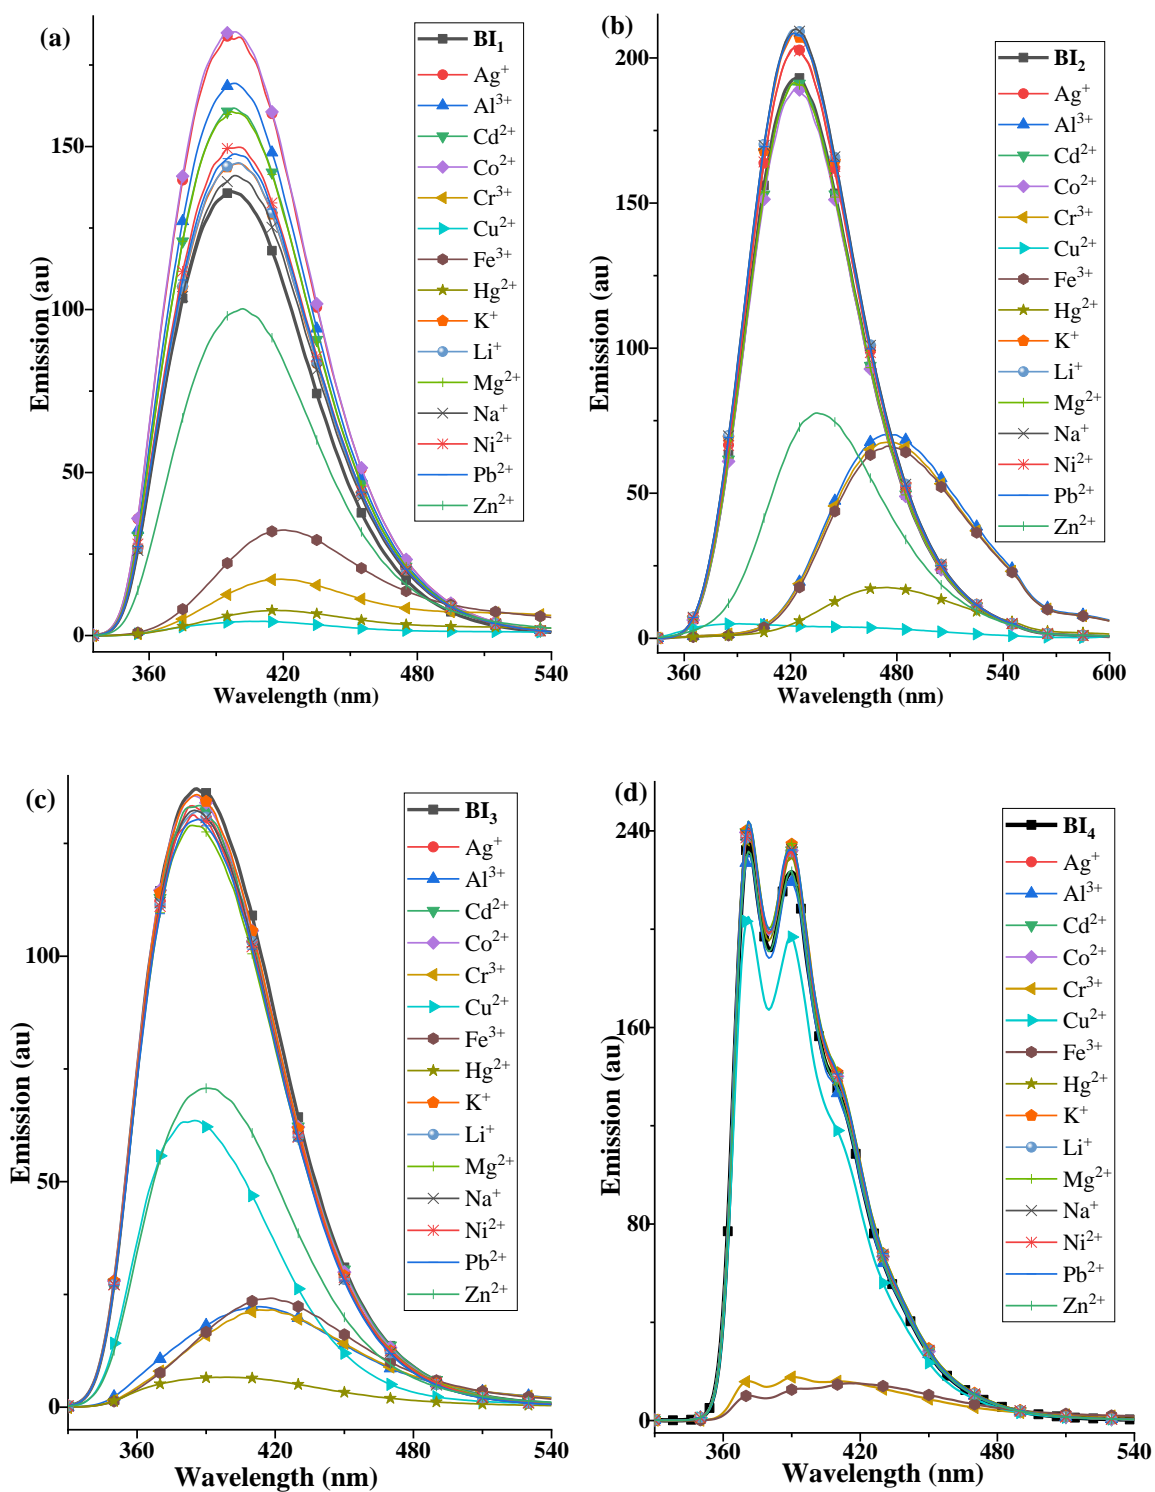 (a)
BI₁
Ag⁺
Al³⁺
Cd²⁺
Co²⁺
Cr³⁺
Cu²⁺
Fe³⁺
Hg²⁺
K⁺
Li⁺
Mg²⁺
Na⁺
Ni²⁺
Pb²⁺
Zn²⁺
Emission (au)
150
100
50
0
360
420
480
540
Wavelength (nm)
(b)
BI₂
Ag⁺
Al³⁺
Cd²⁺
Co²⁺
Cr³⁺
Cu²⁺
Fe³⁺
Hg²⁺
K⁺
Li⁺
Mg²⁺
Na⁺
Ni²⁺
Pb²⁺
Zn²⁺
Emission (au)
200
150
100
50
0
360
420
480
540
600
Wavelength (nm)
(c)
BI₃
Ag⁺
Al³⁺
Cd²⁺
Co²⁺
Cr³⁺
Cu²⁺
Fe³⁺
Hg²⁺
K⁺
Li⁺
Mg²⁺
Na⁺
Ni²⁺
Pb²⁺
Zn²⁺
Emission (au)
100
50
0
360
420
480
540
Wavelength (nm)
(d)
BI₄
Ag⁺
Al³⁺
Cd²⁺
Co²⁺
Cr³⁺
Cu²⁺
Fe³⁺
Hg²⁺
K⁺
Li⁺
Mg²⁺
Na⁺
Ni²⁺
Pb²⁺
Zn²⁺
Emission (au)
240
160
80
0
360
420
480
540
Wavelength (nm)